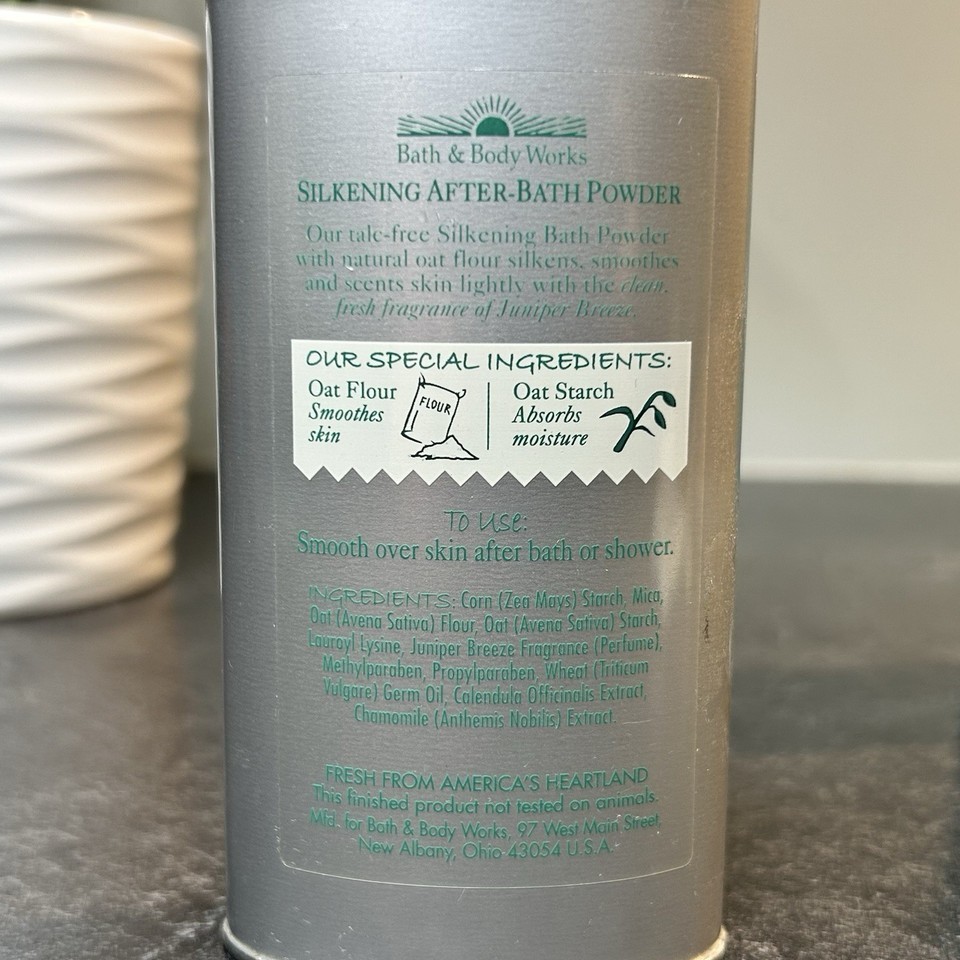 Bath & Body Works
SILKENING AFTER-BATH POWDER
Our talc-free Silkening Bath Powder
with natural oat flour silkens, smoothes
and scents skin lightly with the clean,
fresh fragrance of Juniper Breeze.
OUR SPECIAL INGREDIENTS:
Oat Flour
Smoothes
skin
FLOUR
Oat Starch
Absorbs
moisture
To Use:
Smooth over skin after bath or shower.
INGREDIENTS: Corn (Zea Mays) Starch, Mica,
Oat (Avena Sativa) Flour, Oat (Avena Sativa) Starch,
Lauroyl Lysine, Juniper Breeze Fragrance (Perfume),
Methylparaben, Propylparaben, Wheat (Triticum
Vulgare) Germ Oil, Calendula Officinalis Extract,
Chamomile (Anthemis Nobilis) Extract.
FRESH FROM AMERICA'S HEARTLAND
This finished product not tested on animals.
Mfd. for Bath & Body Works, 97 West Main Street,
New Albany, Ohio 43054 U.S.A.